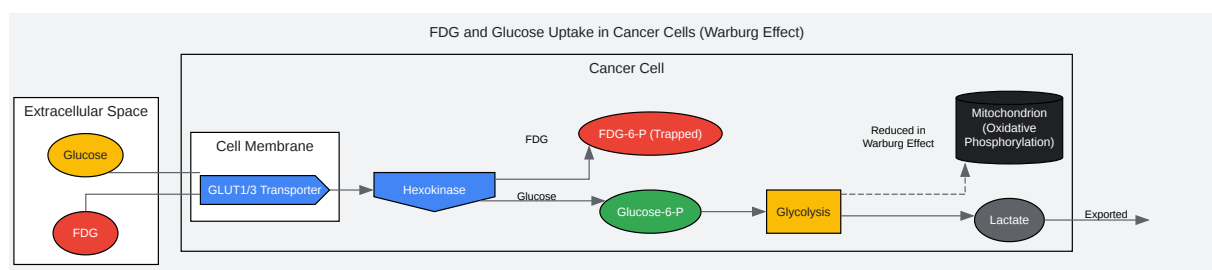 FDG and Glucose Uptake in Cancer Cells (Warburg Effect)
Cancer Cell
Extracellular Space
Glucose
FDG
Cell Membrane
GLUT1/3 Transporter
Hexokinase
FDG
FDG-6-P (Trapped)
Glucose
Glucose-6-P
Glycolysis
Reduced in
Warburg Effect
Mitochondrion
(Oxidative
Phosphorylation)
Lactate
Exported